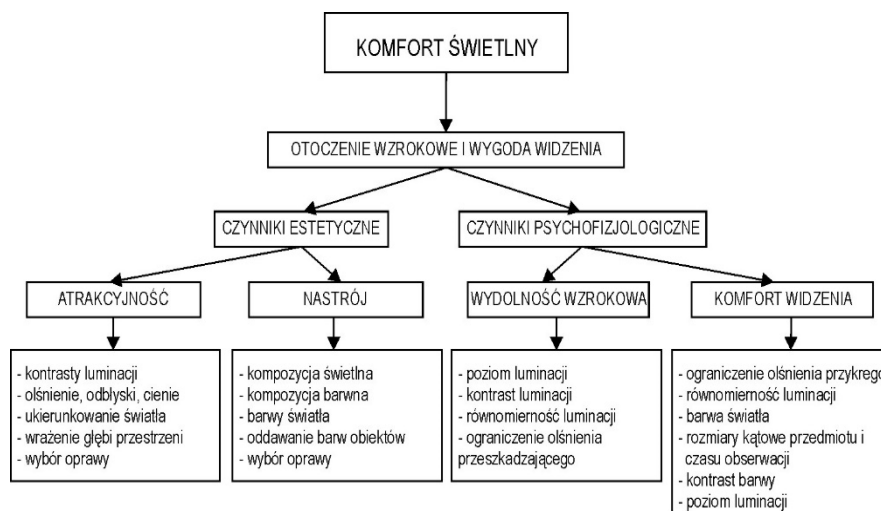 KOMFORT ŚWIETLNY
OTOCZENIE WZROKOWE I WYGODA WIDZENIA
CZYNNIKI ESTETYCZNE
CZYNNIKI PSYCHOFIZJOLOGICZNE
ATRAKCYJNOŚĆ
NASTRÓJ
WYDOLNOŚĆ WZROKOWA
KOMFORT WIDZENIA
- kontrasty luminacji
- olśnienie, odbłyski, cienie
- ukierunkowanie światła
- wrażenie głębi przestrzeni
- wybór oprawy
- kompozycja świetlna
- kompozycja barwna
- barwy światła
- oddawanie barw obiektów
- wybór oprawy
- poziom luminacji
- kontrast luminacji
- równomierność luminacji
- ograniczenie olśnienia
przeszkadzającego
- ograniczenie olśnienia przykrego
- równomierność luminacji
- barwa światła
- rozmiary kątowe przedmiotu i
czasu obserwacji
- kontrast barwy
- poziom luminacji